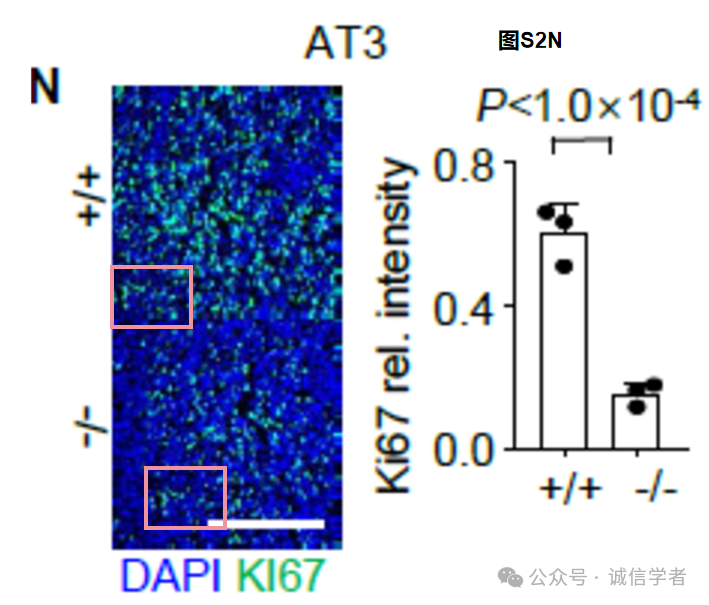 AT3
图S2N
N
P<1.0×10-4
+/+
-/-
Ki67 rel. intensity
0.8
0.4
0.0
+/+ -/-
DAPI KI67
公众号 · 诚信学者